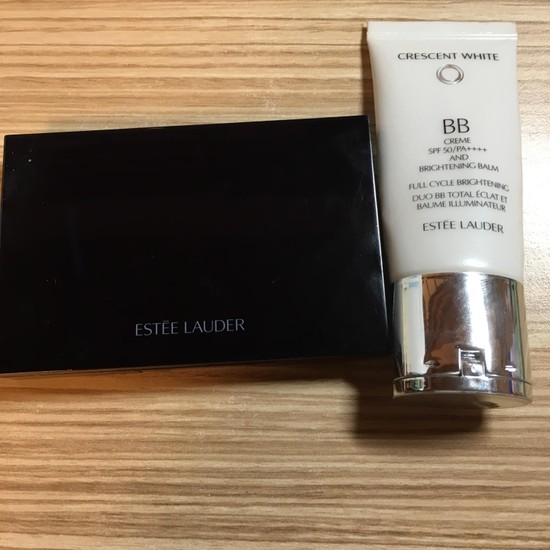 ESTĒE LAUDER
CRESCENT WHITE
BB
CREME
SPF 50/PA++++
AND
BRIGHTENING BALM
FULL CYCLE BRIGHTENING
DUO BB TOTAL ÉCLAT ET
BAUME ILLUMINATEUR
ESTĒE LAUDER